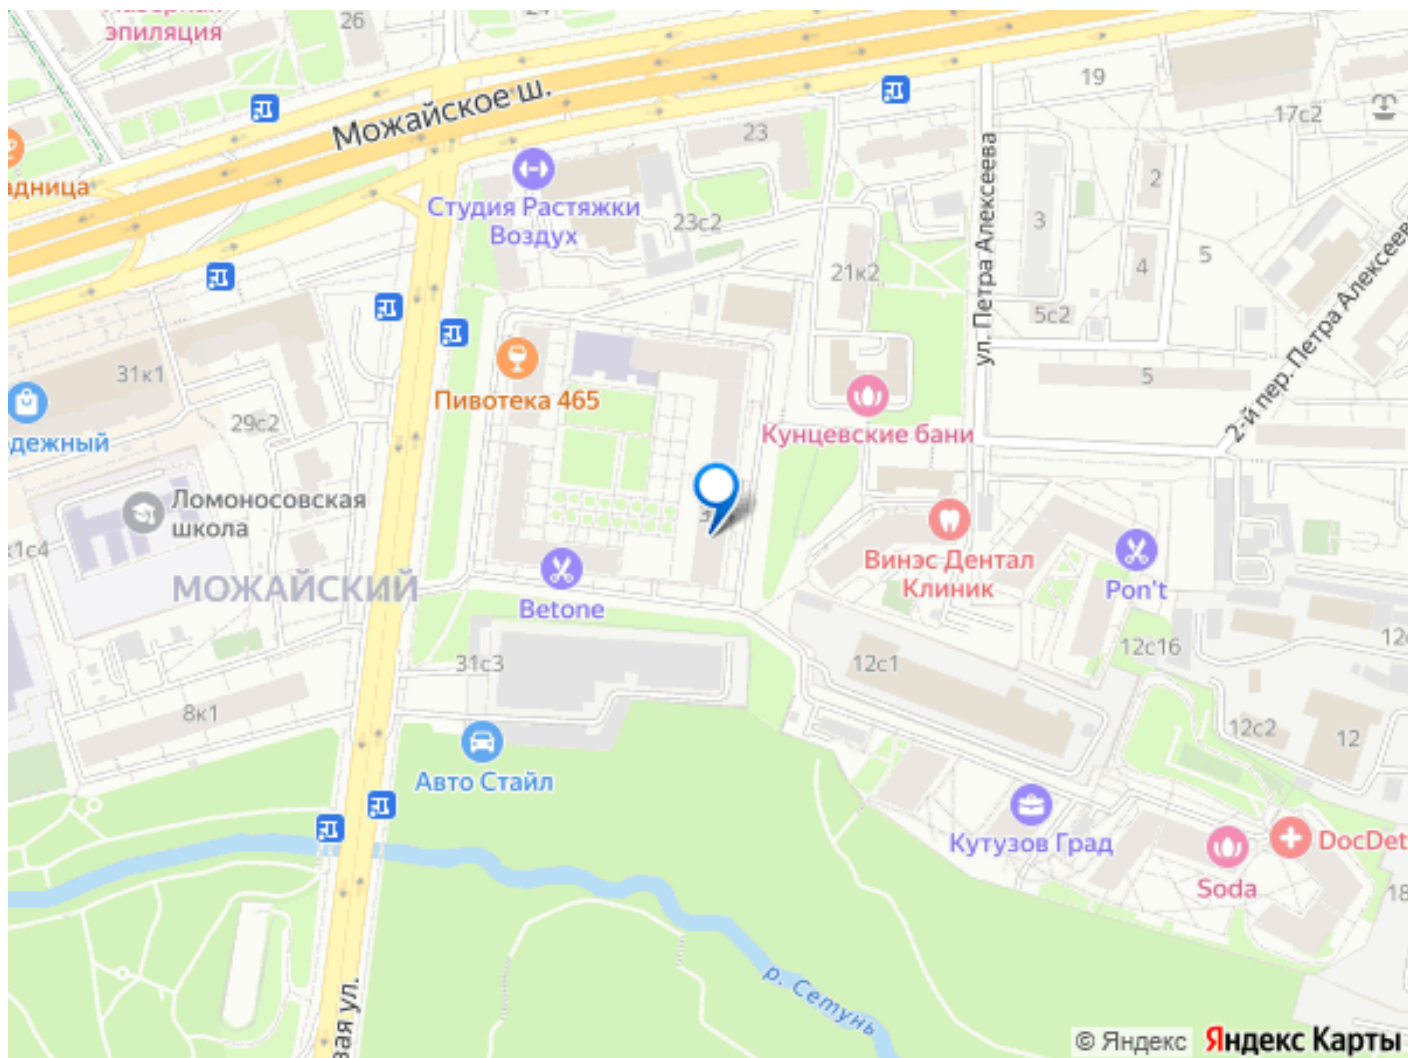 эпиляция
26
Можайское ш.
19
17с2
23
ул. Петра Алексеева
2
3
адница
Студия Растяжки
Воздух
23с2
21к2
4
5
5с2
2-й пер. Петра Алексеев
31к1
Пивотека 465
5
29с2
дежный
Кунцевские бани
Ломоносовская
школа
к1с4
Винэс Дентал
Клиник
МОЖАЙСКИЙ
Betone
Pon't
12с16
31с3
12с1
8к1
12с2
12
Авто Стайл
Кутузов Град
DocDet
Soda
18
р. Сетунь
вая ул.
© Яндекс
Яндекс Карты